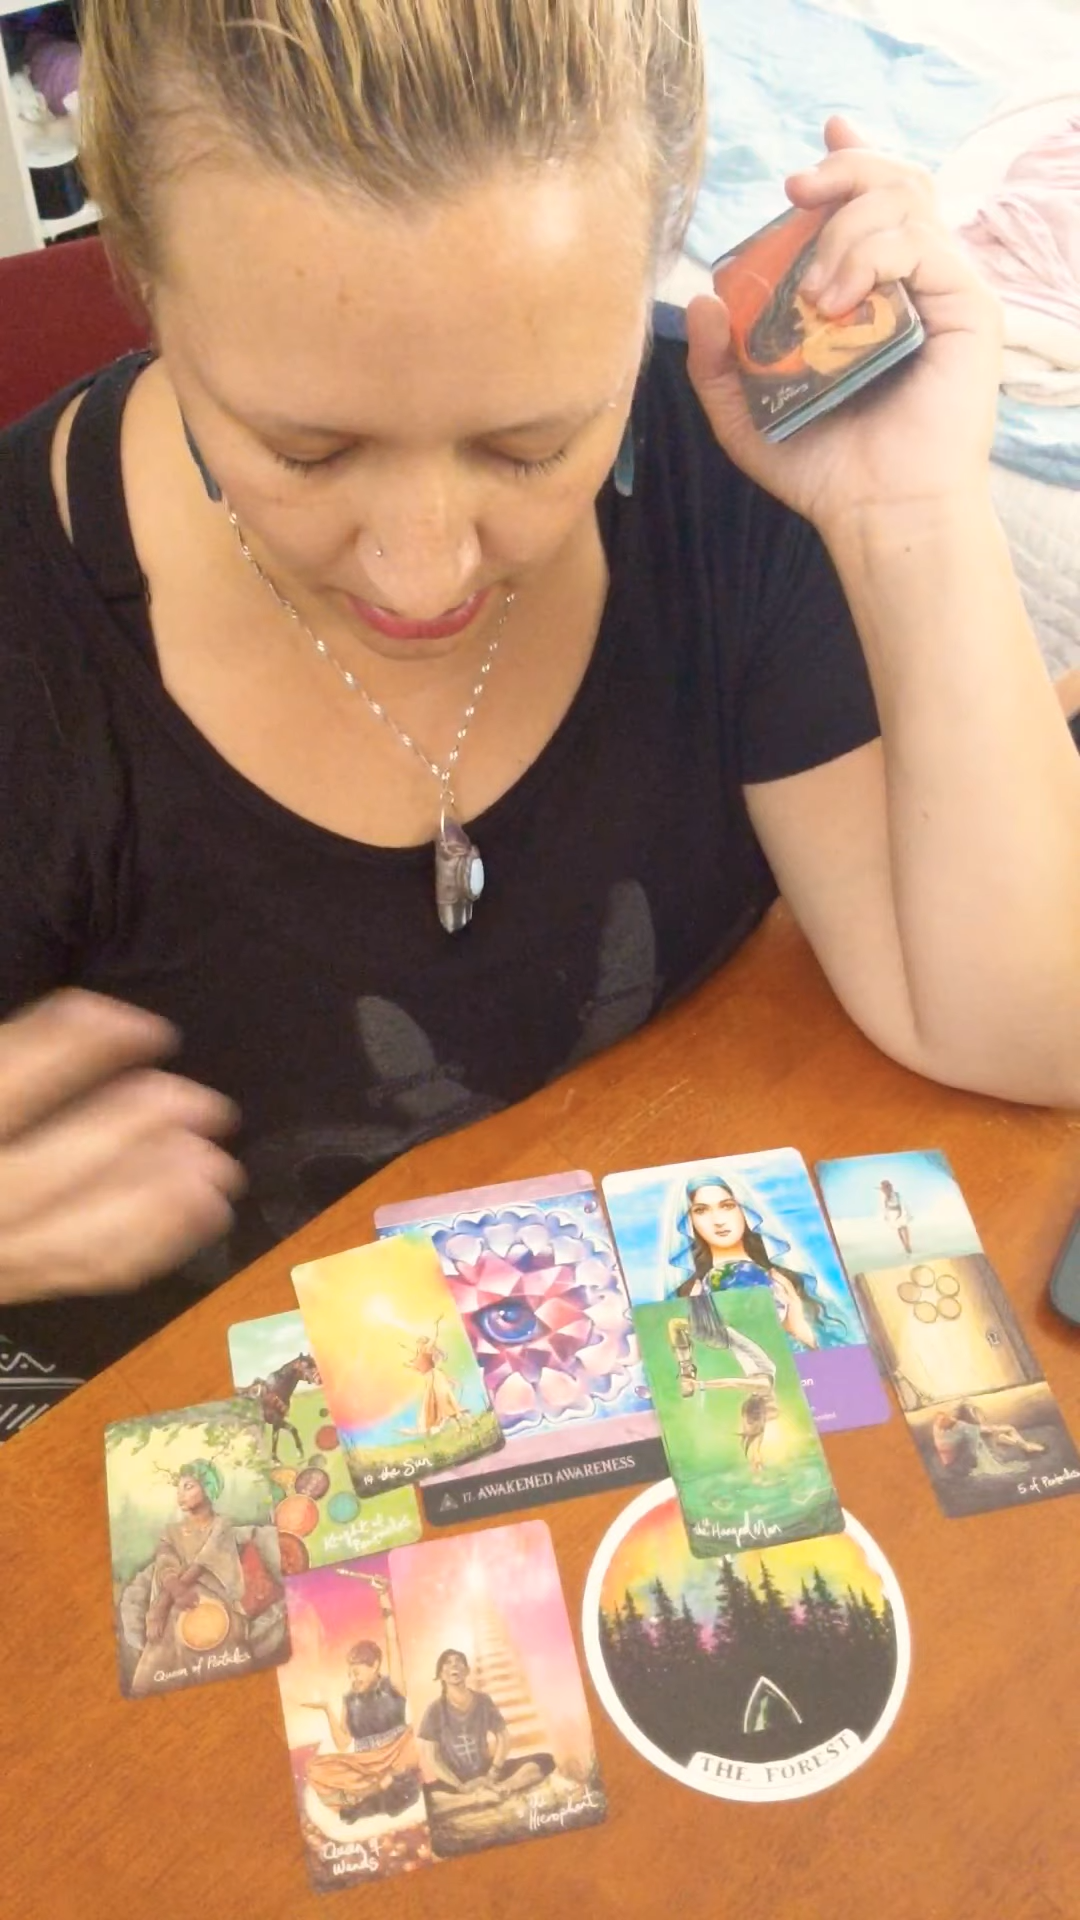 the
Lovers
19 the Sun
17. AWAKENED AWARENESS
Knight of
Pentacles
the Hanged Man
5 of Pentacles
Queen of Pentacles
Queen of
Wands
the
Hierophant
THE FOREST